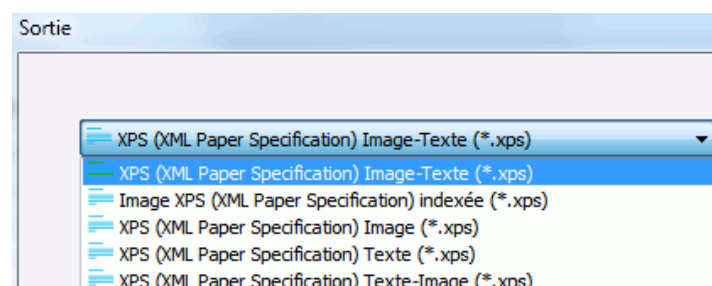 Sortie
XPS (XML Paper Specification) Image-Texte (*.xps)
XPS (XML Paper Specification) Image-Texte (*.xps)
Image XPS (XML Paper Specification) indexée (*.xps)
XPS (XML Paper Specification) Image (*.xps)
XPS (XML Paper Specification) Texte (*.xps)
XPS (XML Paper Specification) Texte-Image (*.xps)